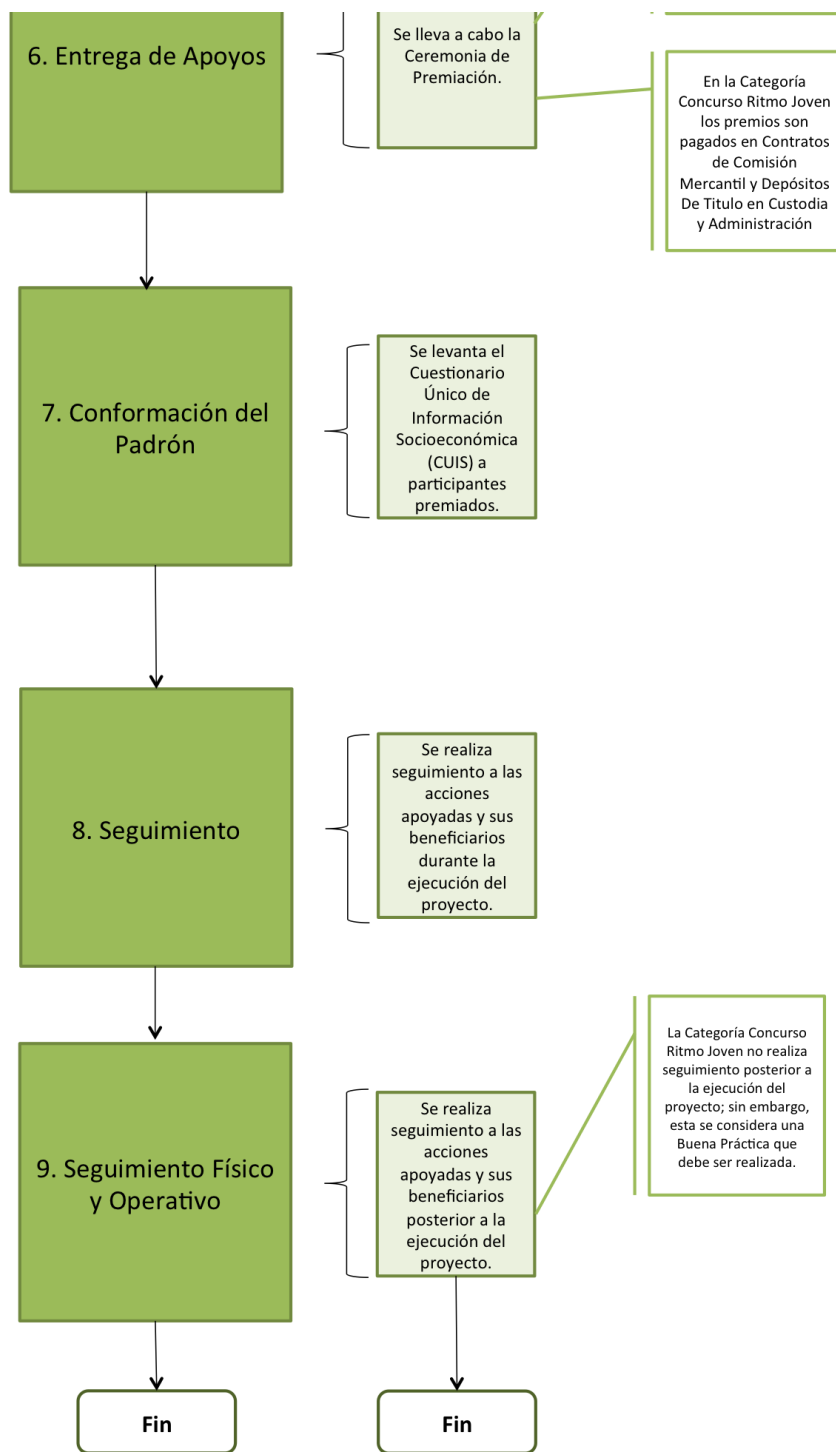 6. Entrega de Apoyos
Se lleva a cabo la
Ceremonia de
Premiación.
En la Categoría
Concurso Ritmo Joven
los premios son
pagados en Contratos
de Comisión
Mercantil y Depósitos
De Titulo en Custodia
y Administración
7. Conformación del
Padrón
Se levanta el
Cuestionario
Único de
Información
Socioeconómica
(CUIS) a
participantes
premiados.
8. Seguimiento
Se realiza
seguimiento a las
acciones
apoyadas y sus
beneficiarios
durante la
ejecución del
proyecto.
9. Seguimiento Físico
y Operativo
Se realiza
seguimiento a las
acciones
apoyadas y sus
beneficiarios
posterior a la
ejecución del
proyecto.
La Categoría Concurso
Ritmo Joven no realiza
seguimiento posterior a
la ejecución del
proyecto; sin embargo,
esta se considera una
Buena Práctica que
debe ser realizada.
Fin
Fin